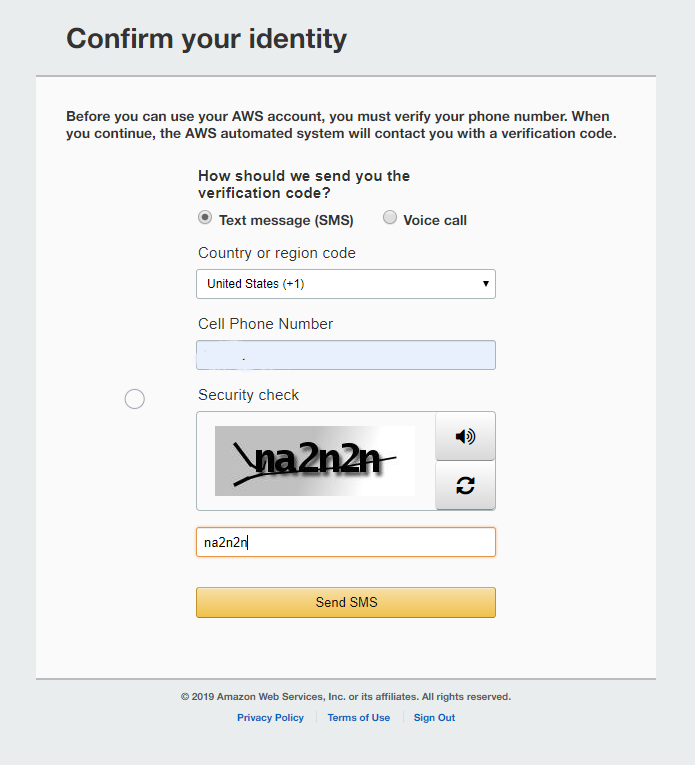 Confirm your identity
Before you can use your AWS account, you must verify your phone number. When
you continue, the AWS automated system will contact you with a verification code.
How should we send you the
verification code?
Text message (SMS) Voice call
Country or region code
United States (+1)
Cell Phone Number
Security check
na2n2n
na2n2n
Send SMS
© 2019 Amazon Web Services, Inc. or its affiliates. All rights reserved.
Privacy Policy Terms of Use Sign Out